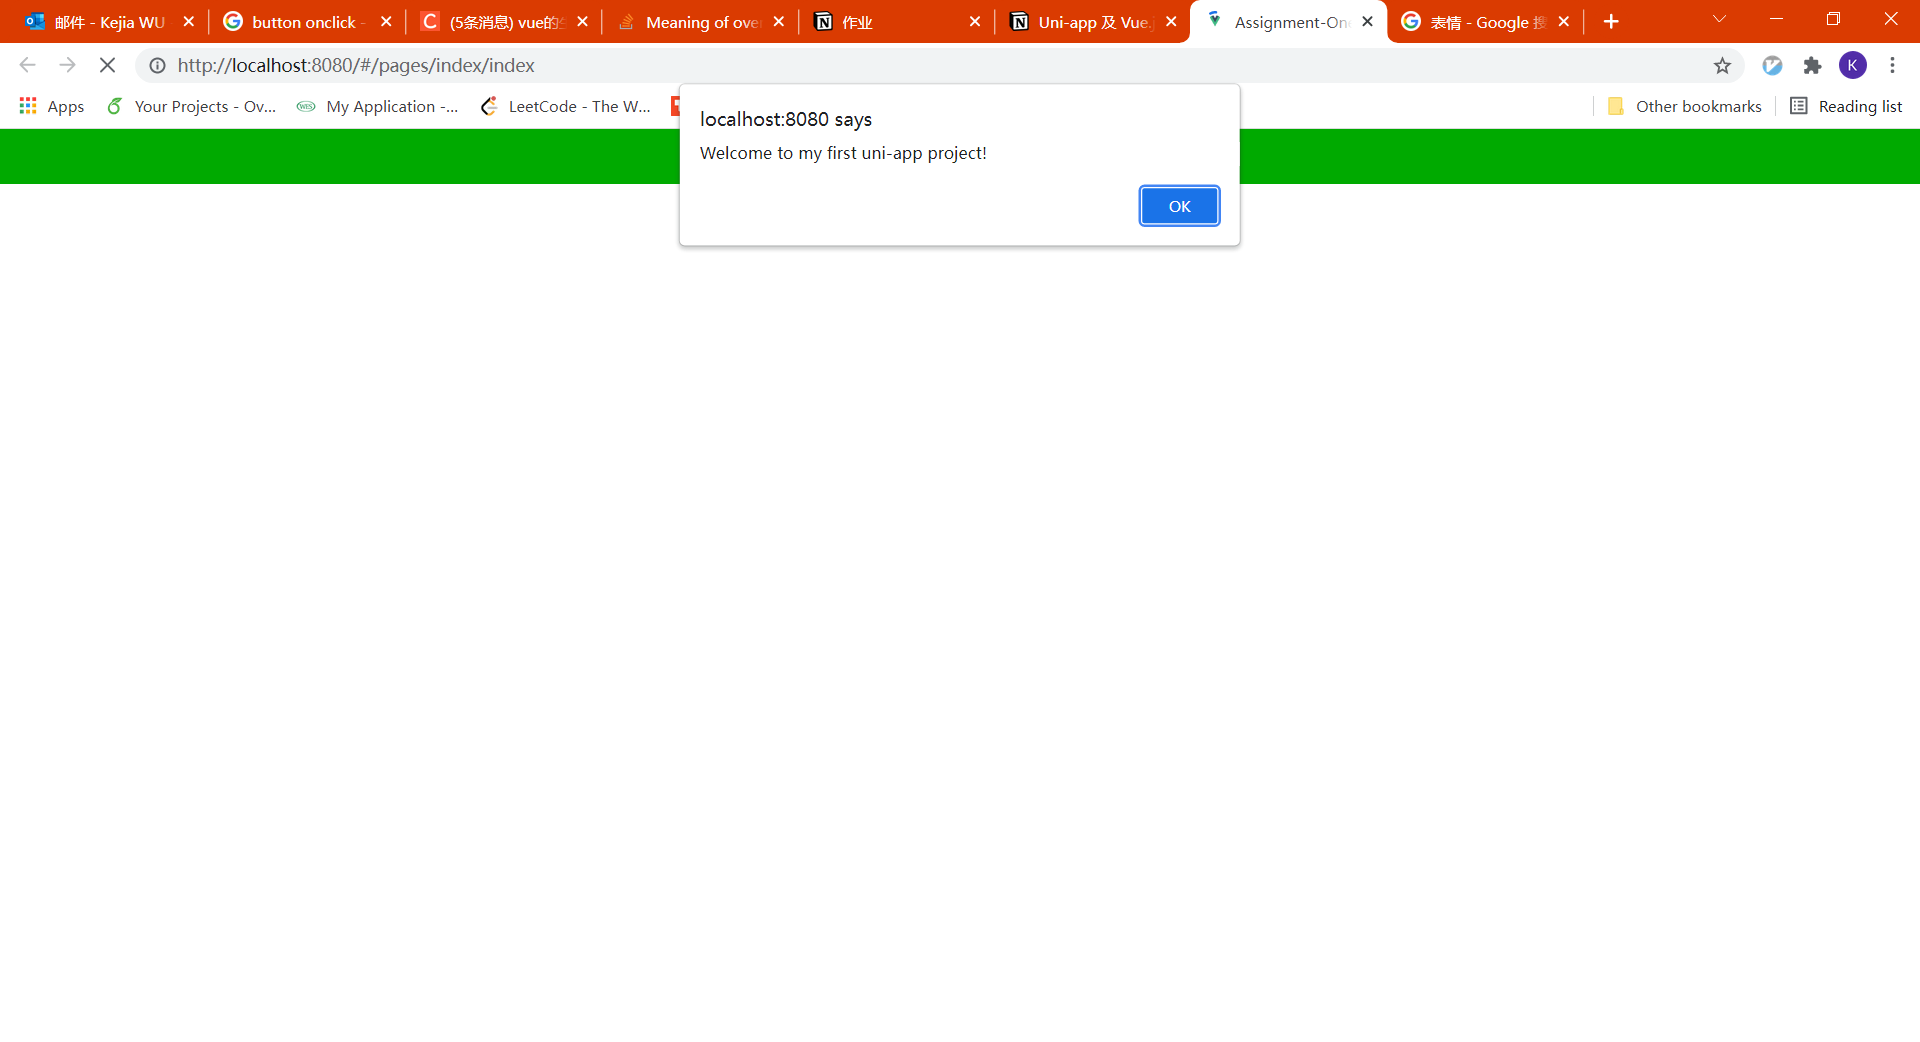 邮件 - Kejia WU
button onclick -
(5条消息) vue的
Meaning of ove
作业
Uni-app 及 Vue.j
Assignment-On
表情 - Google 搜
http://localhost:8080/#/pages/index/index
K
Apps
Your Projects - Ov...
My Application -...
LeetCode - The W...
Other bookmarks
Reading list
localhost:8080 says
Welcome to my first uni-app project!
OK